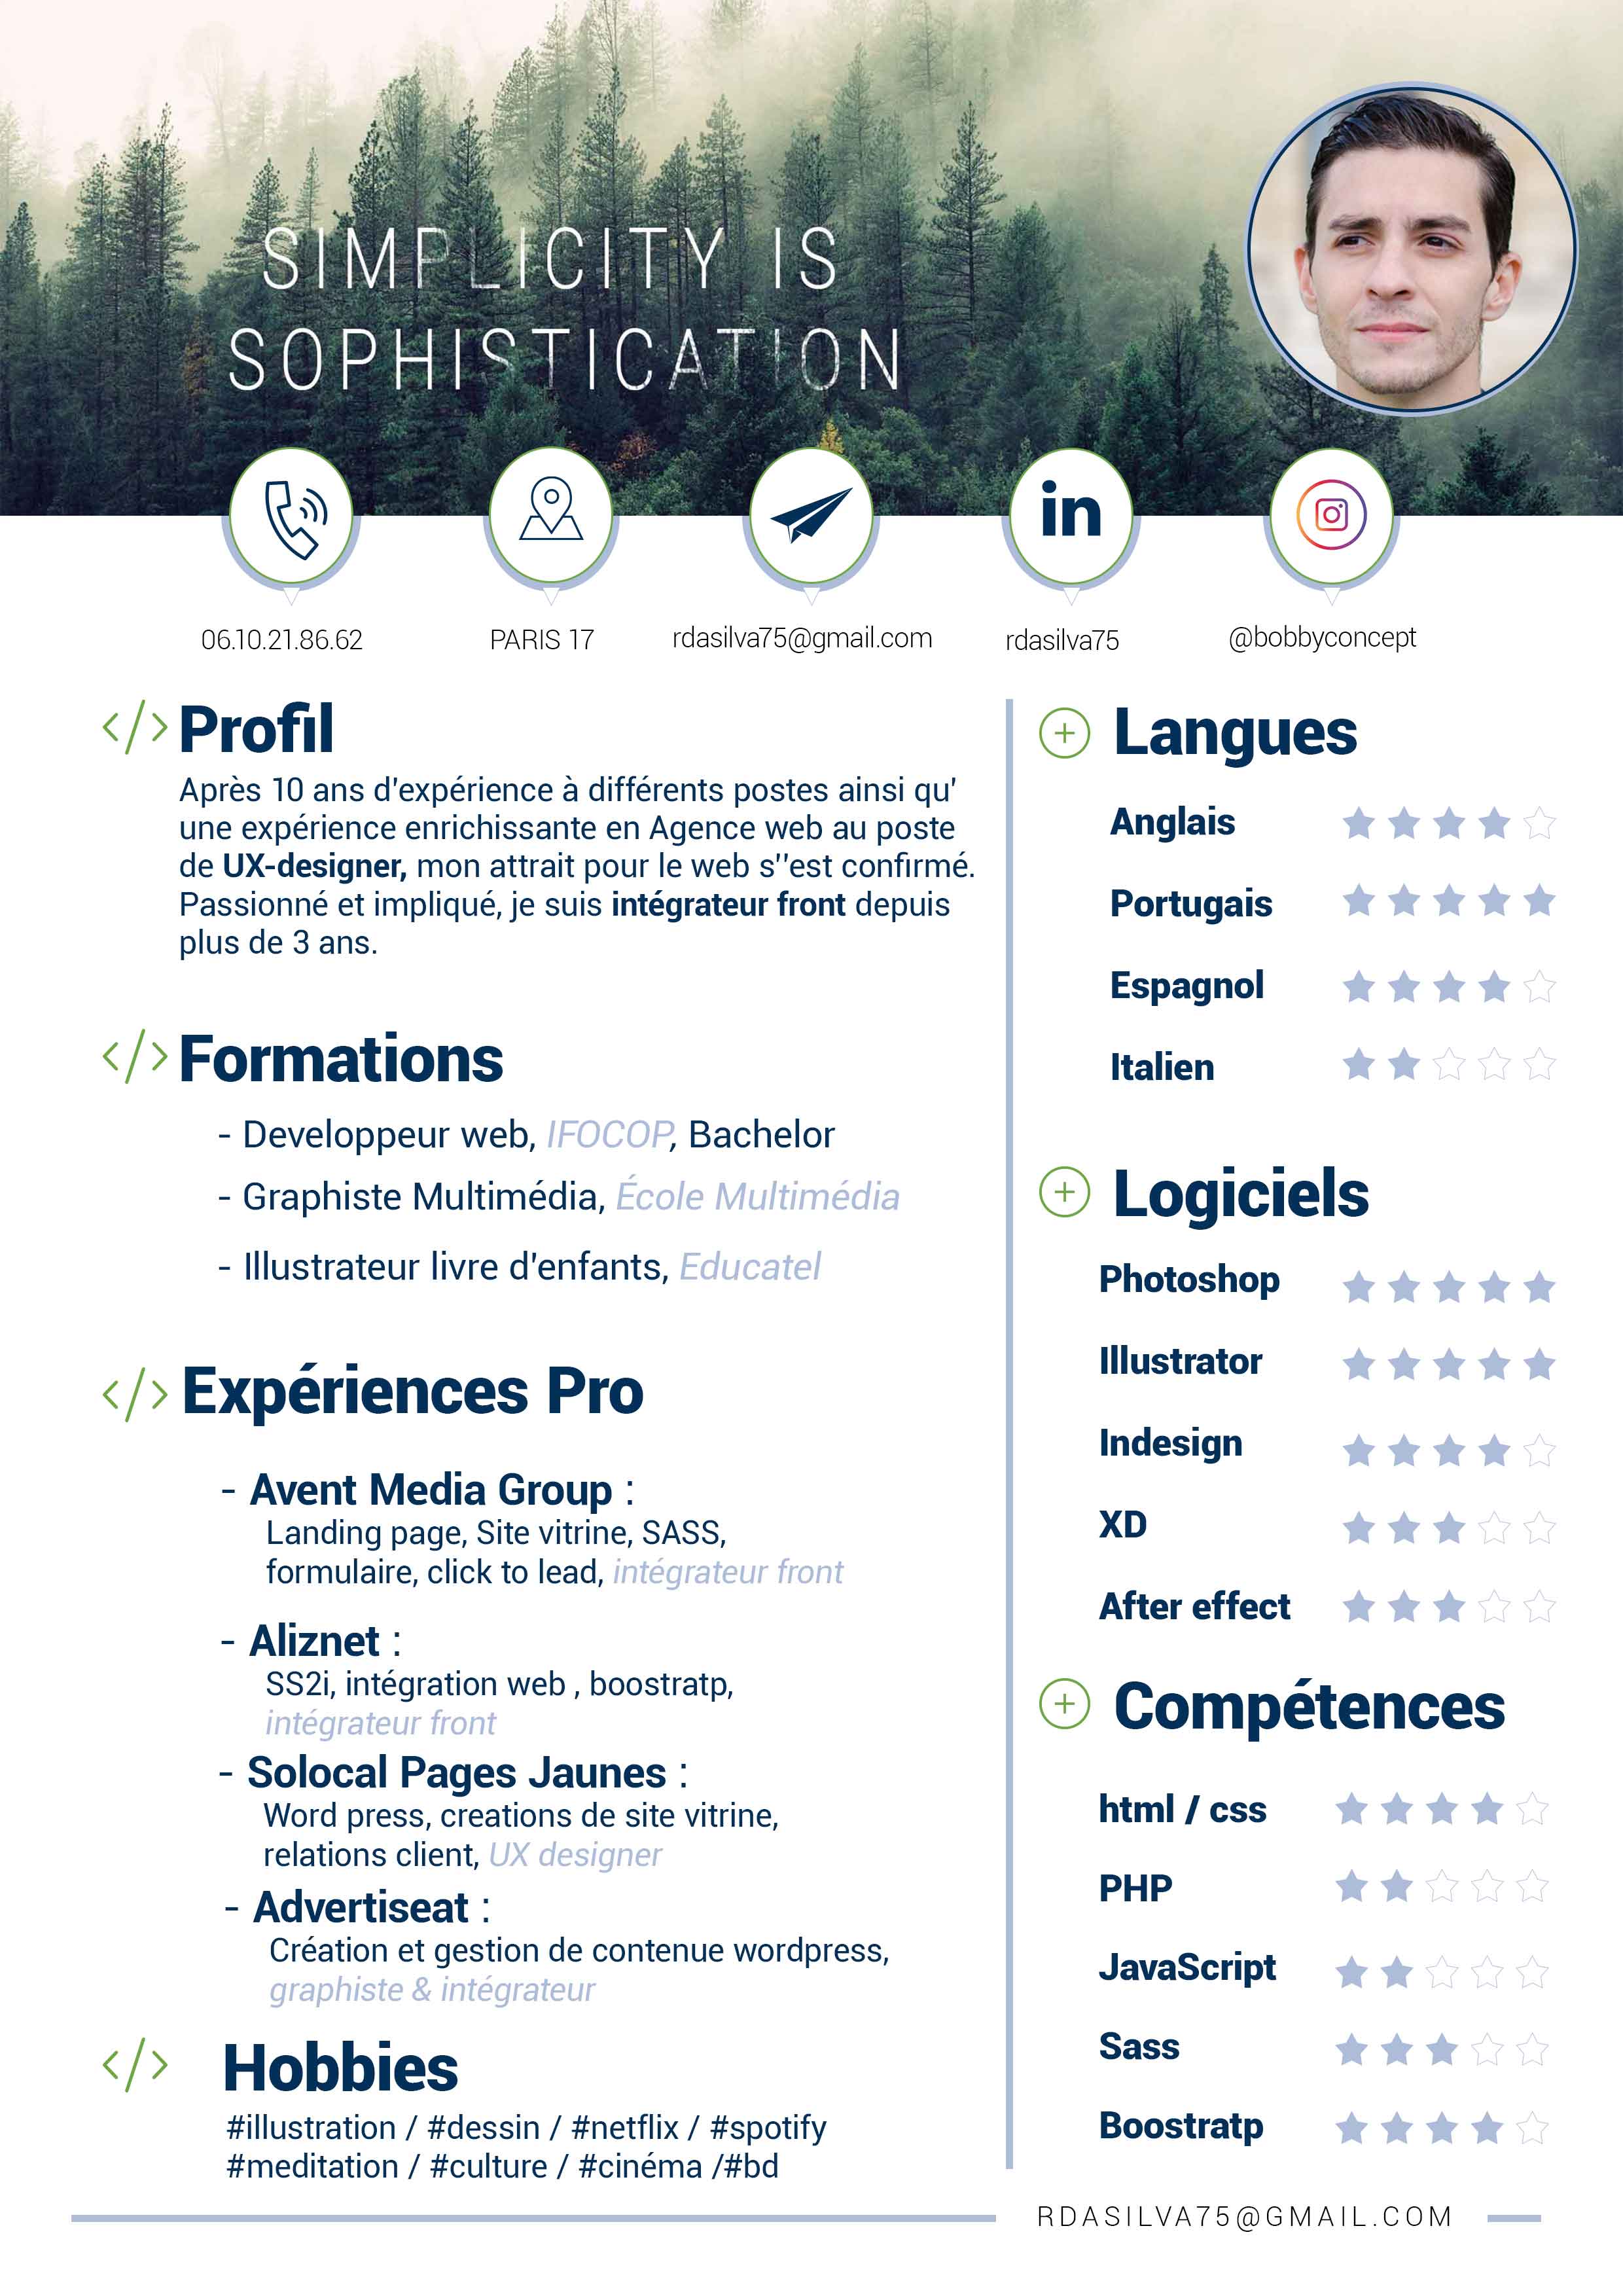 SIMPLICITY IS
SOPHISTICATION
in
06.10.21.86.62
PARIS 17
rdasilva75@gmail.com
rdasilva75
@bobbyconcept
</> Profil
Après 10 ans d'expérience à différents postes ainsi qu'
une expérience enrichissante en Agence web au poste
de UX-designer, mon attrait pour le web s''est confirmé.
Passionné et impliqué, je suis intégrateur front depuis
plus de 3 ans.
</> Formations
- Developpeur web, IFOCOP, Bachelor
- Graphiste Multimédia, École Multimédia
- Illustrateur livre d'enfants, Educatel
</> Expériences Pro
- Avent Media Group :
Landing page, Site vitrine, SASS,
formulaire, click to lead, intégrateur front
- Aliznet :
SS2i, intégration web , boostratp,
intégrateur front
- Solocal Pages Jaunes :
Word press, creations de site vitrine,
relations client, UX designer
- Advertiseat :
Création et gestion de contenue wordpress,
graphiste & intégrateur
</> Hobbies
#illustration / #dessin / #netflix / #spotify
#meditation / #culture / #cinéma /#bd
+ Langues
Anglais
Portugais
Espagnol
Italien
+ Logiciels
Photoshop
Illustrator
Indesign
XD
After effect
+ Compétences
html / css
PHP
JavaScript
Sass
Boostratp
RDASILVA75@GMAIL.COM